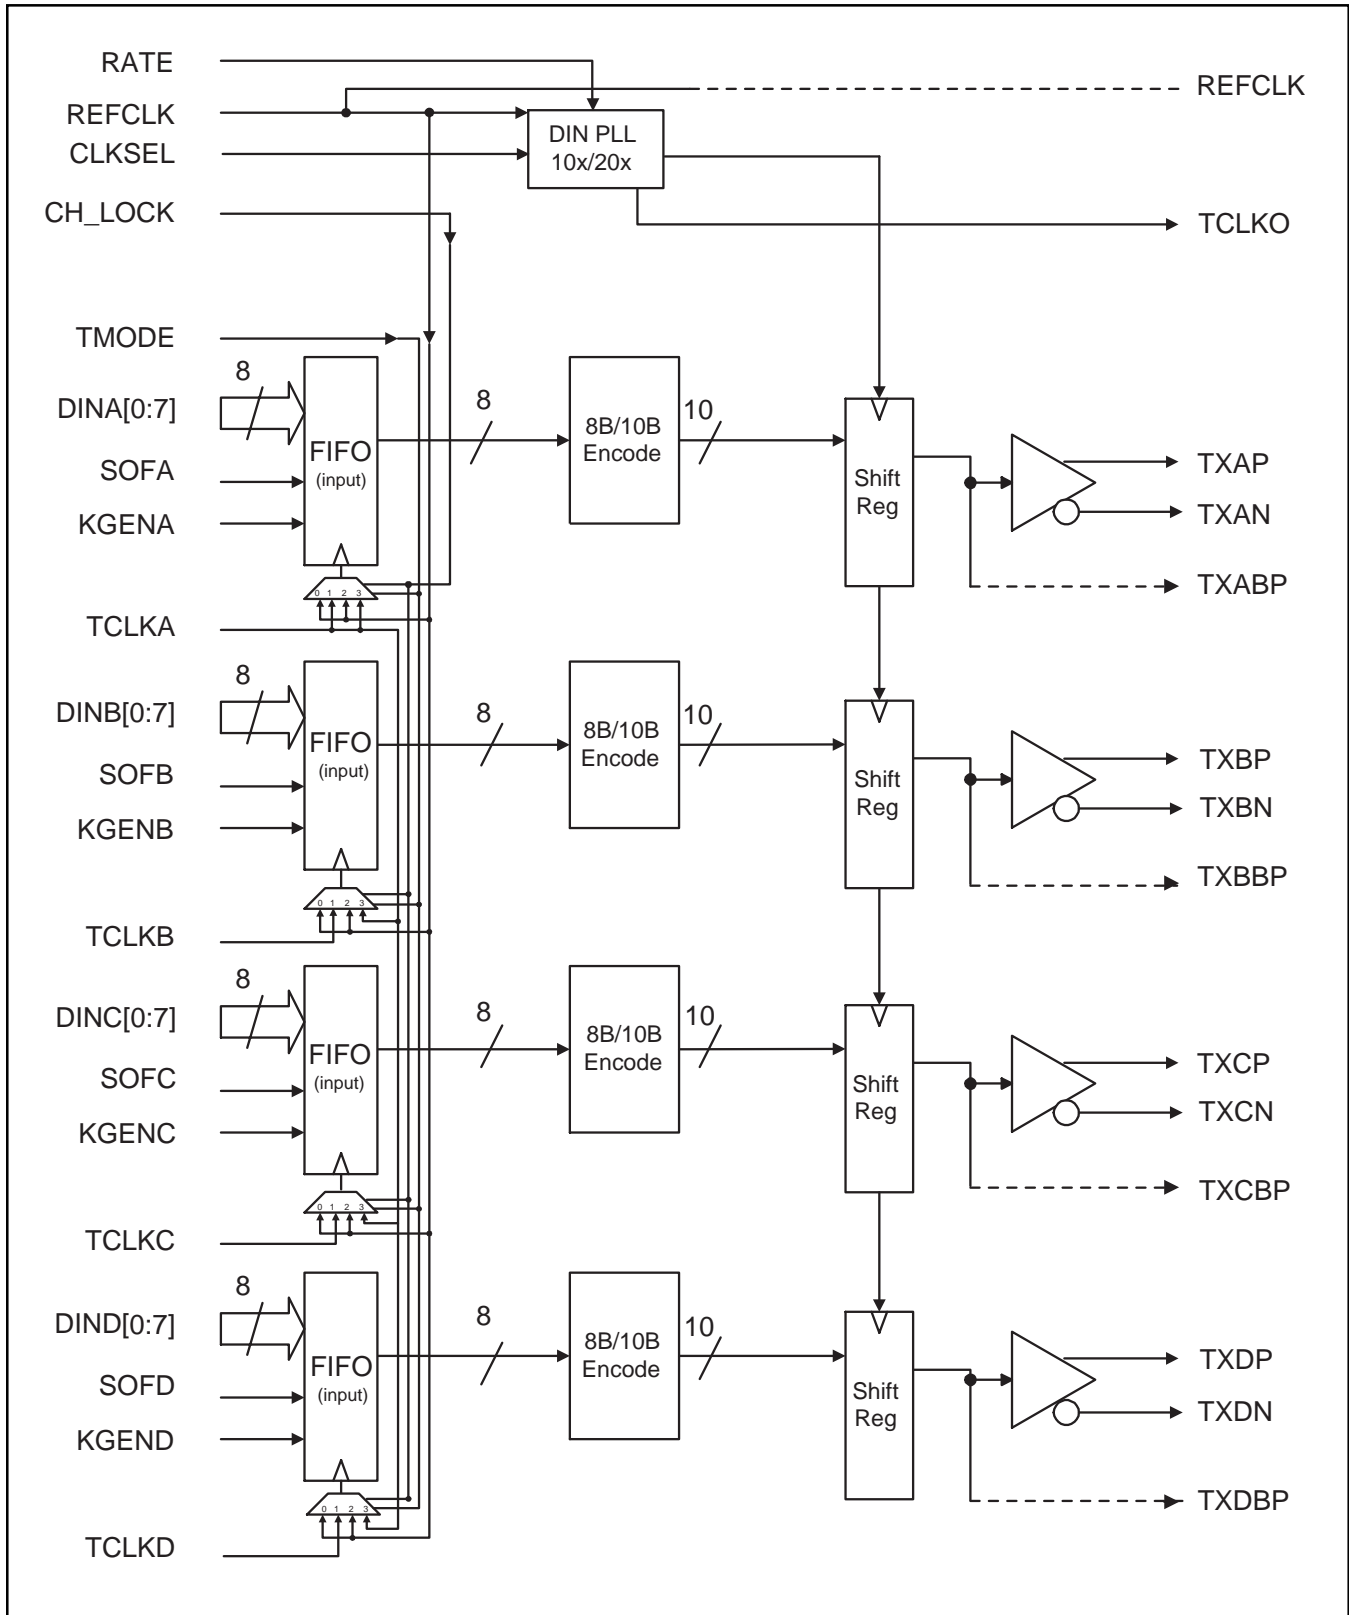 RATE
REFCLK
REFCLK
CLKSEL
DIN PLL
10x/20x
CH_LOCK
TCLKO
TMODE
8
DINA[0:7]
SOFA
KGENA
FIFO
(input)
8
8B/10B
Encode
10
Shift
Reg
TXAP
TXAN
TXABP
0 1 2 3
TCLKA
8
DINB[0:7]
SOFB
KGENB
FIFO
(input)
8
8B/10B
Encode
10
Shift
Reg
TXBP
TXBN
TXBBP
0 1 2 3
TCLKB
8
DINC[0:7]
SOFC
KGENC
FIFO
(input)
8
8B/10B
Encode
10
Shift
Reg
TXCP
TXCN
TXCBP
0 1 2 3
TCLKC
8
DIND[0:7]
SOFD
KGEND
FIFO
(input)
8
8B/10B
Encode
10
Shift
Reg
TXDP
TXDN
TXDBP
0 1 2 3
TCLKD